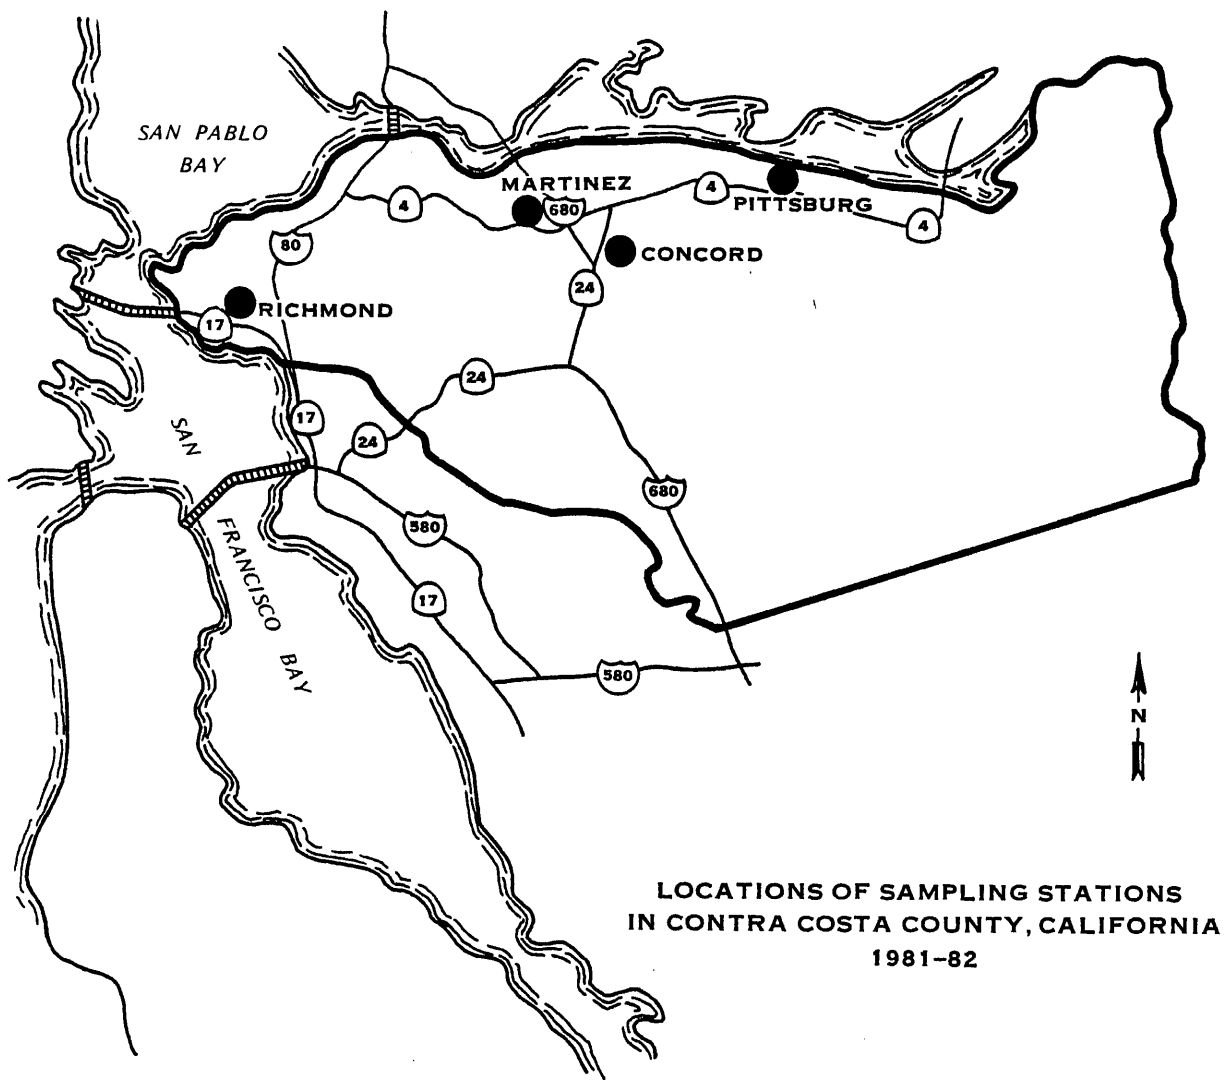 SAN PABLO
BAY
MARTINEZ
4
680
4
PITTSBURG
4
80
CONCORD
24
RICHMOND
17
24
17
SAN
24
680
FRANCISCO
580
17
BAY
580
N
LOCATIONS OF SAMPLING STATIONS
IN CONTRA COSTA COUNTY, CALIFORNIA
1981-82